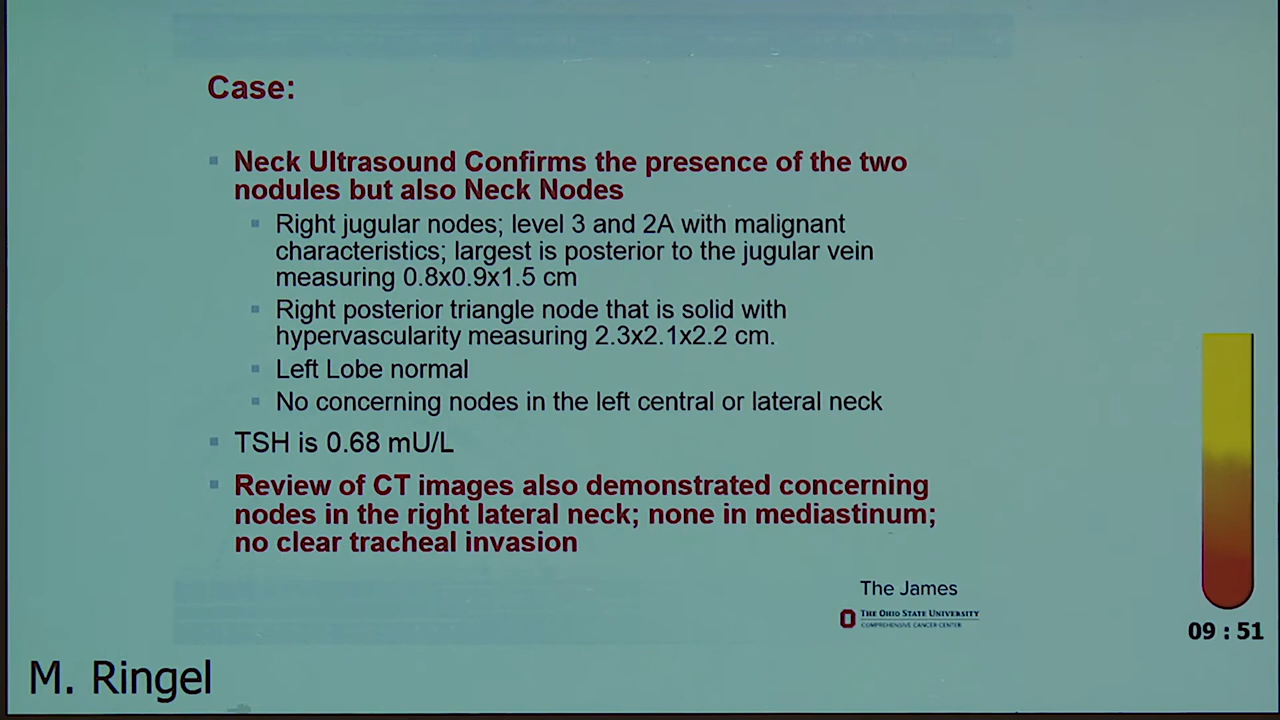 Case:
Neck Ultrasound Confirms the presence of the two
nodules but also Neck Nodes
Right jugular nodes; level 3 and 2A with malignant
characteristics; largest is posterior to the jugular vein
measuring 0.8x0.9x1.5 cm
Right posterior triangle node that is solid with
hypervascularity measuring 2.3x2.1x2.2 cm.
Left Lobe normal
No concerning nodes in the left central or lateral neck
TSH is 0.68 mU/L
Review of CT images also demonstrated concerning
nodes in the right lateral neck; none in mediastinum;
no clear tracheal invasion
The James
THE OHIO STATE UNIVERSITY
COMPREHENSIVE CANCER CENTER
09 : 51
M. Ringel